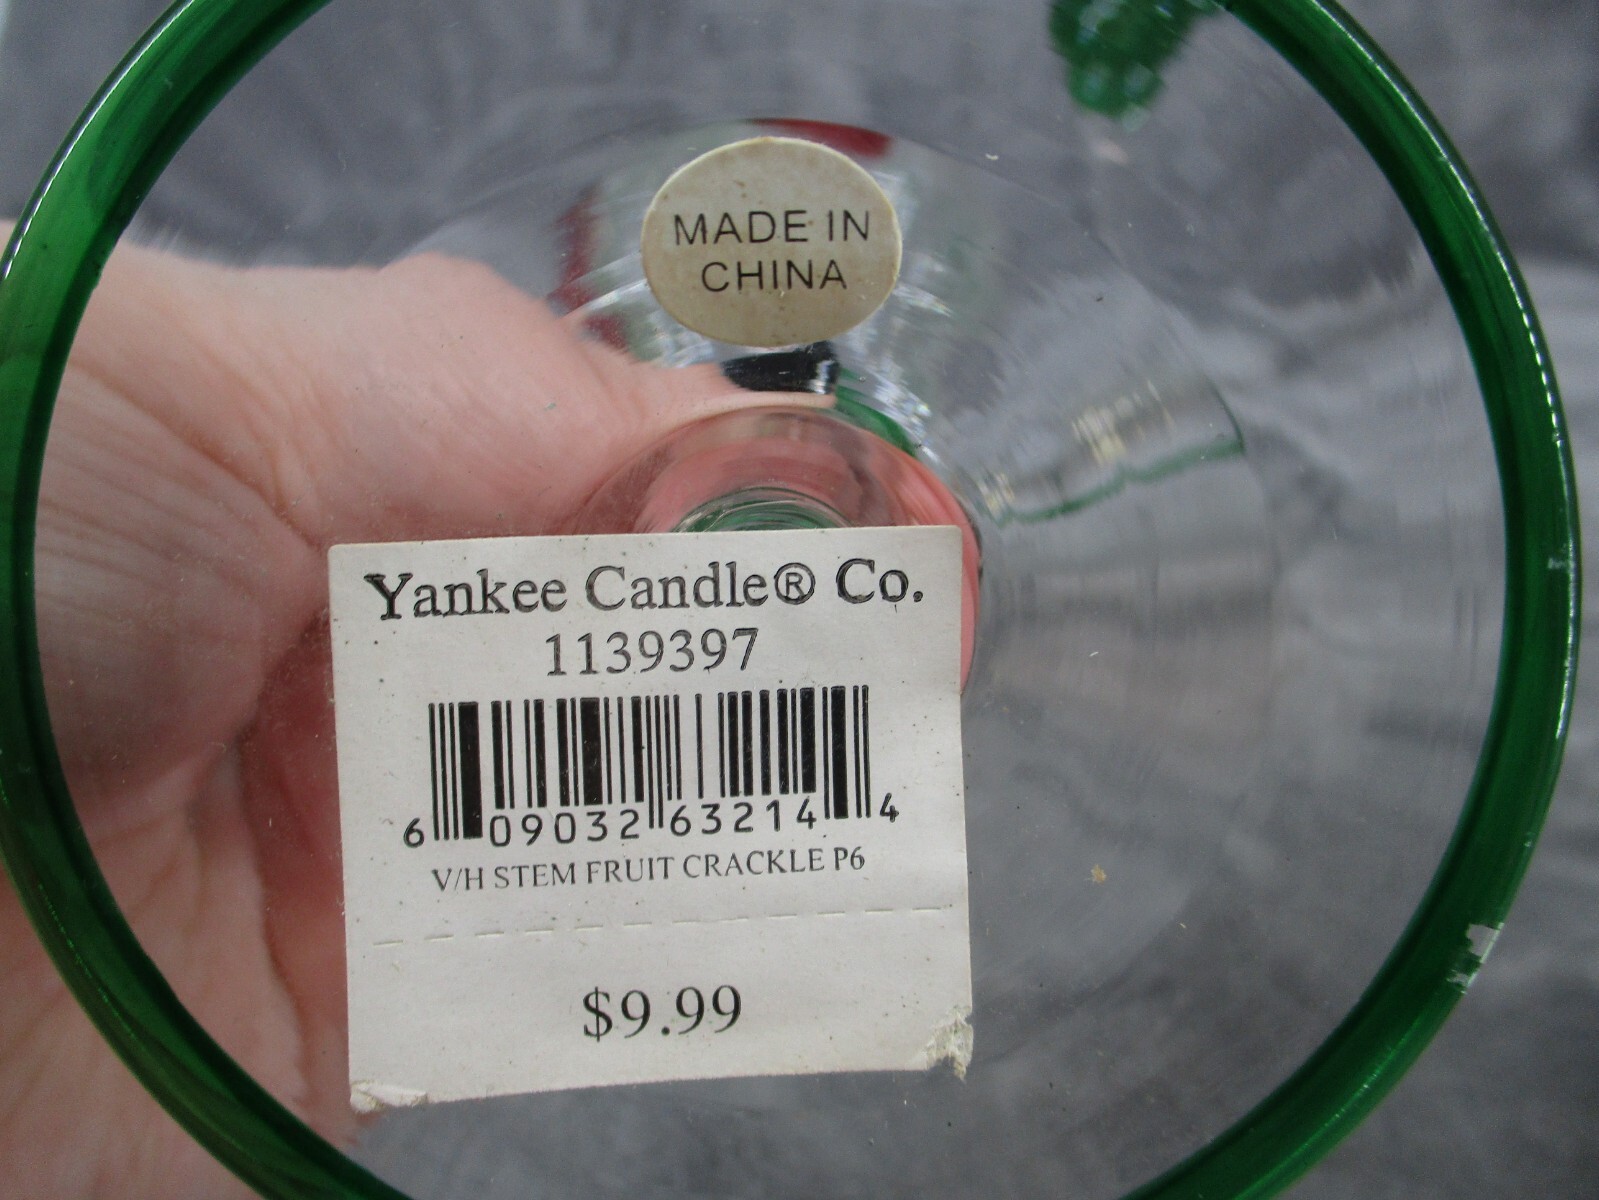 MADE IN
CHINA
Yankee Candle® Co.
1139397
6 09032 63214 4
V/H STEM FRUIT CRACKLE P6
$9.99